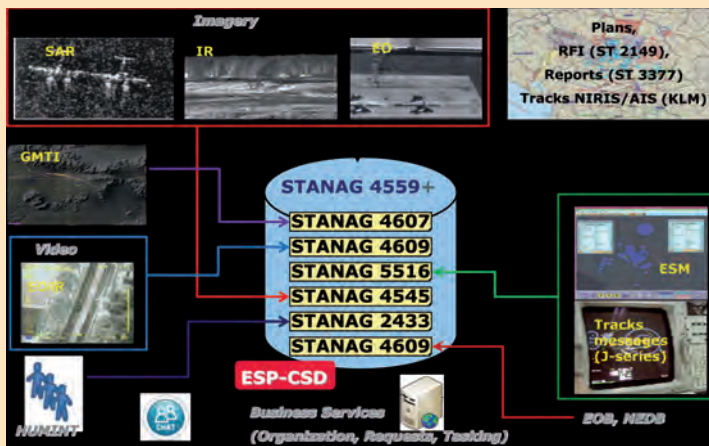 Imagery
SAR
IR
EO
Plans,
RFI (ST 2149),
Reports (ST 3377)
Tracks NIRIS/AIS (KLM)
GMTI
STANAG 4559+
STANAG 4607
STANAG 4609
STANAG 5516
STANAG 4545
STANAG 2433
STANAG 4609
Video
ESM
Tracks
messages
(J-series)
ESP-CSD
HUMINT
CHAT
Business Services
(Organization, Requests, Tasking)
EOB, NEDB